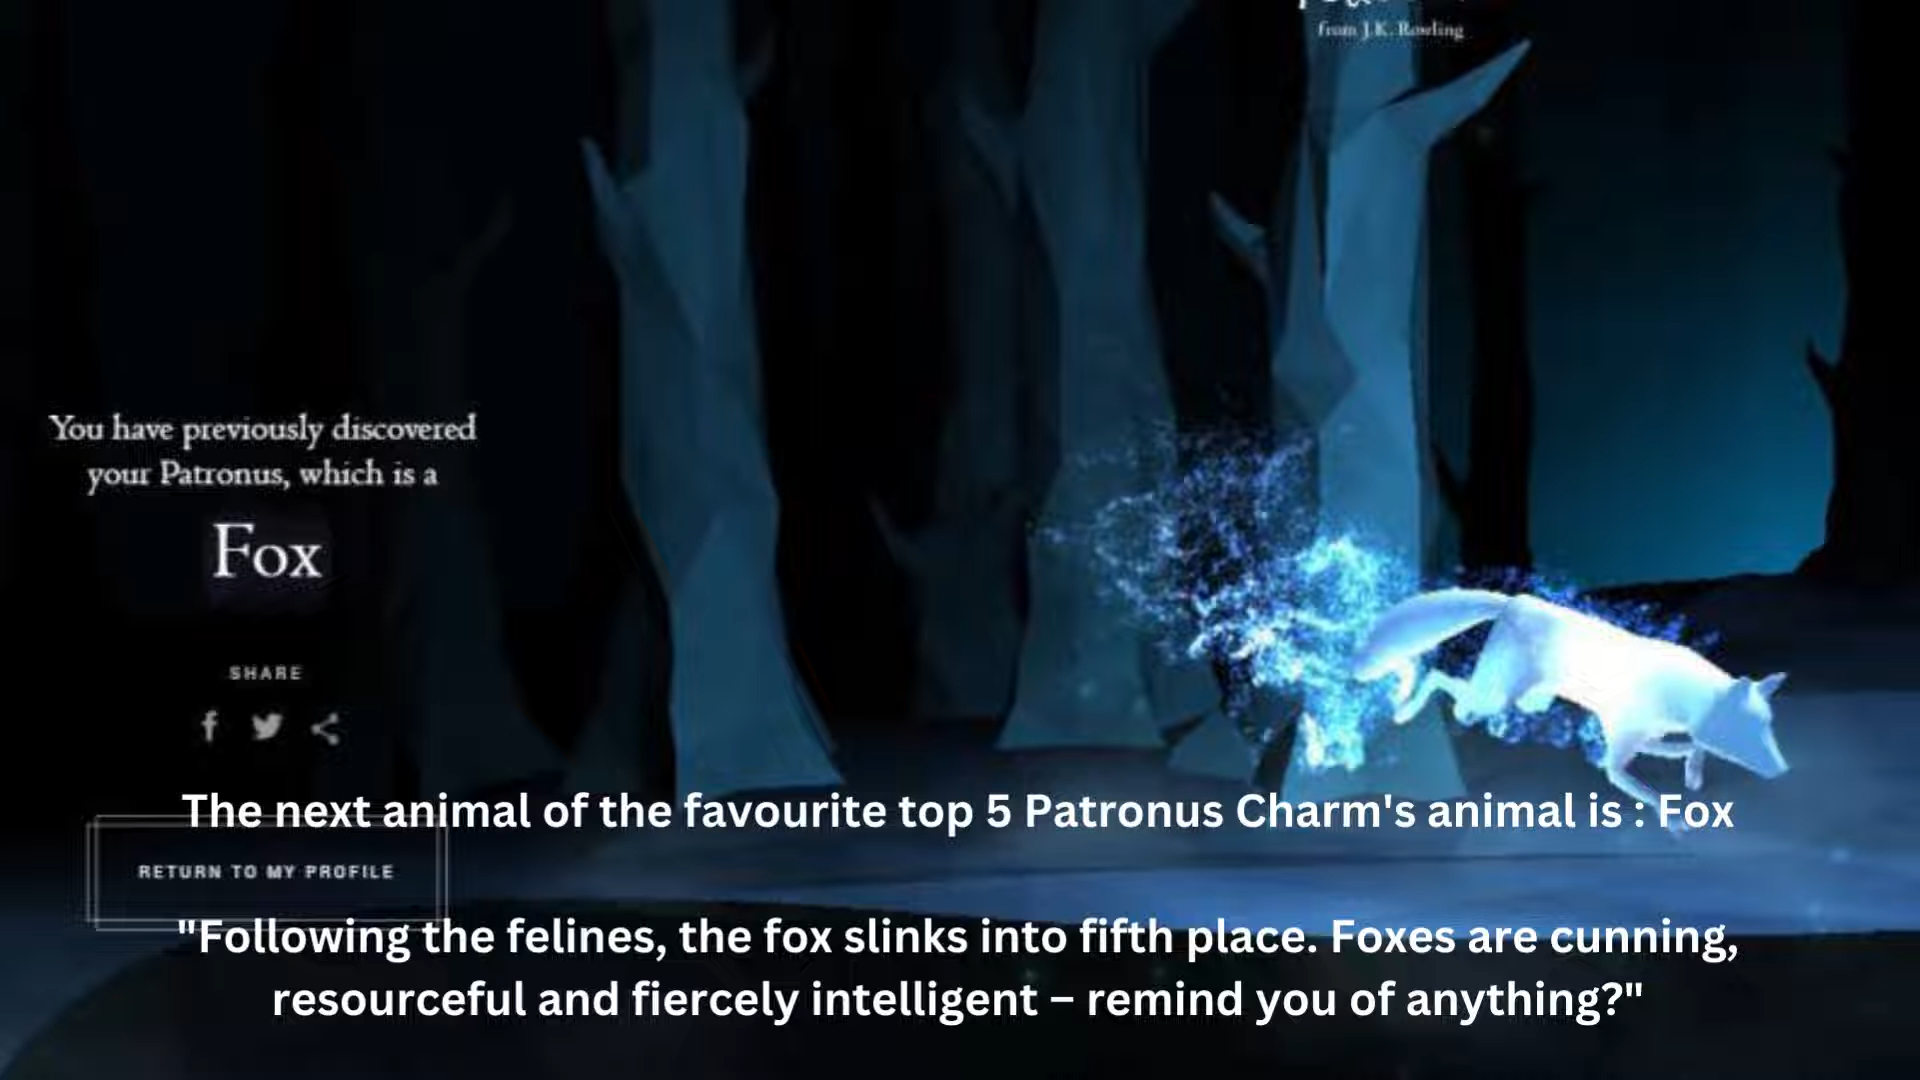 from J.K. Rowling
You have previously discovered
your Patronus, which is a
Fox
SHARE
The next animal of the favourite top 5 Patronus Charm's animal is : Fox
RETURN TO MY PROFILE
"Following the felines, the fox slinks into fifth place. Foxes are cunning,
resourceful and fiercely intelligent – remind you of anything?"